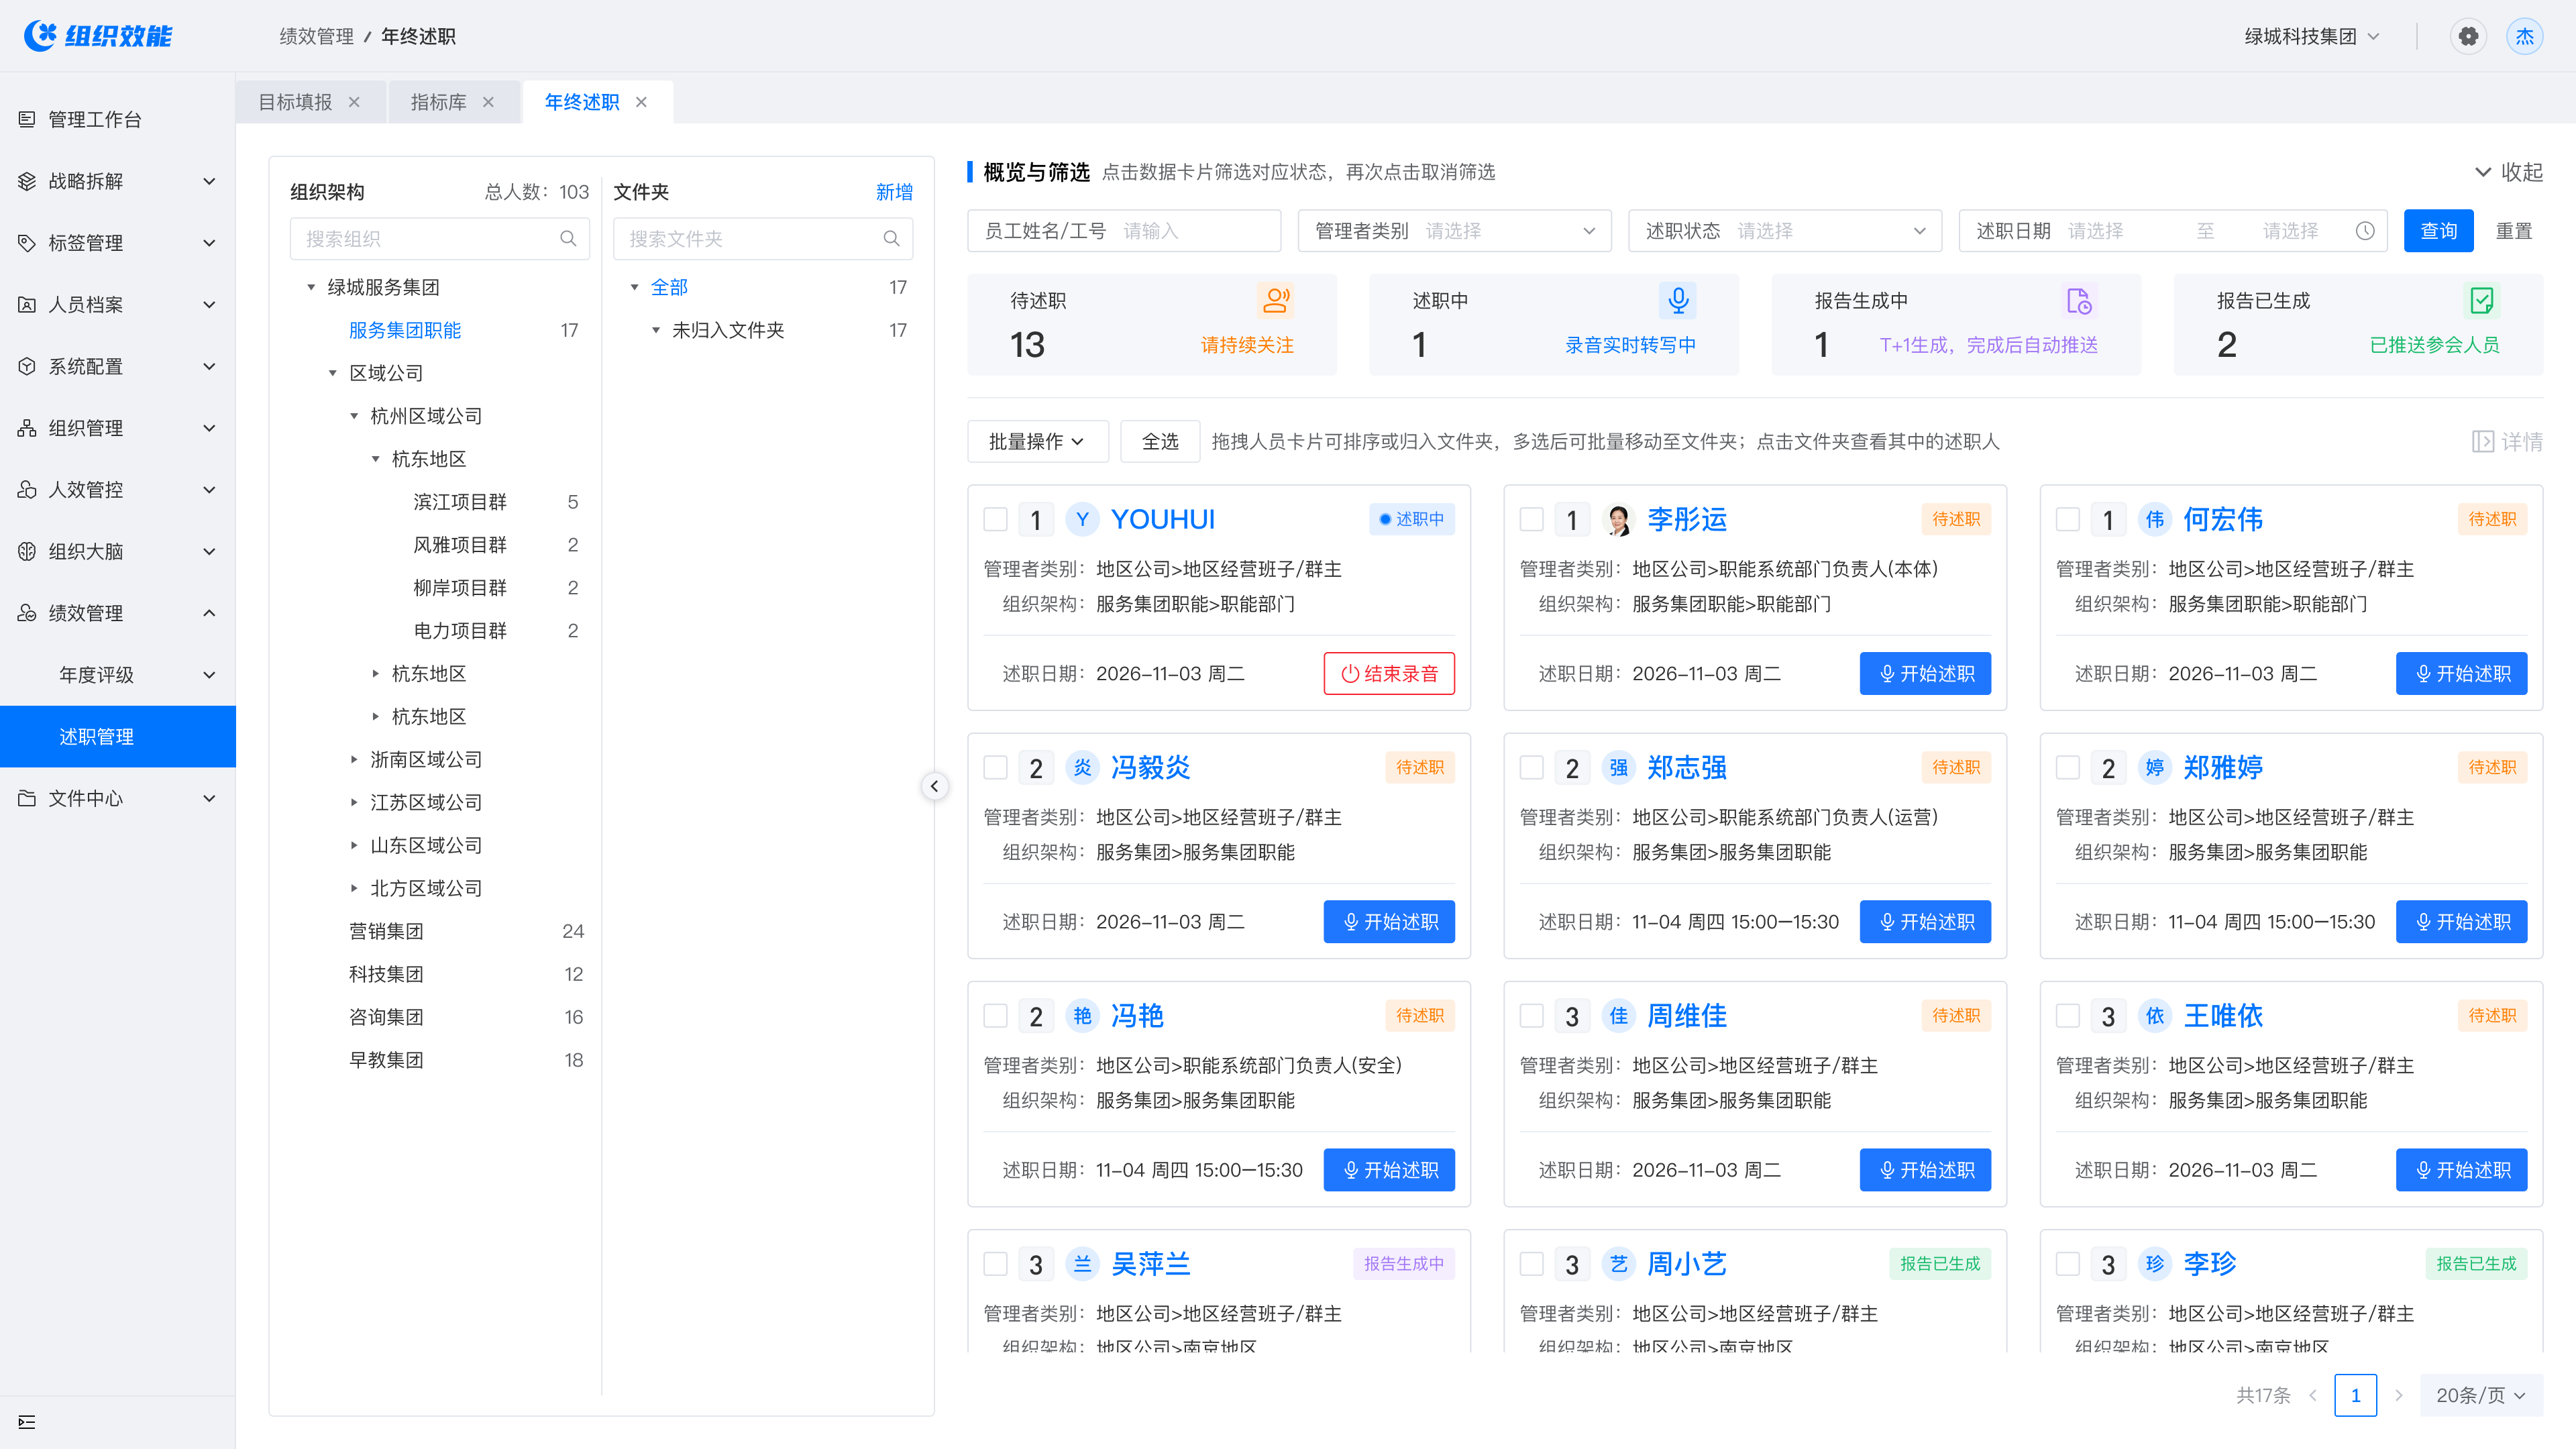 组织效能
绩效管理 / 年终述职
绿城科技集团
杰
目标填报
指标库
年终述职
管理工作台
战略拆解
标签管理
人员档案
系统配置
组织管理
人效管控
组织大脑
绩效管理
年度评级
述职管理
文件中心
组织架构 总人数：103
搜索组织
绿城服务集团
服务集团职能 17
区域公司
杭州区域公司
杭东地区
滨江项目群 5
风雅项目群 2
柳岸项目群 2
电力项目群 2
杭东地区
杭东地区
浙南区域公司
江苏区域公司
山东区域公司
北方区域公司
营销集团 24
科技集团 12
咨询集团 16
早教集团 18
文件夹 新增
搜索文件夹
全部 17
未归入文件夹 17
概览与筛选 点击数据卡片筛选对应状态，再次点击取消筛选
收起
员工姓名/工号 请输入
管理者类别 请选择
述职状态 请选择
述职日期 请选择 至 请选择
查询
重置
待述职
13 请持续关注
述职中
1 录音实时转写中
报告生成中
1 T+1生成，完成后自动推送
报告已生成
2 已推送参会人员
批量操作
全选
拖拽人员卡片可排序或归入文件夹，多选后可批量移动至文件夹；点击文件夹查看其中的述职人
详情
1 Y YOUHUI 述职中
管理者类别：地区公司>地区经营班子/群主
组织架构：服务集团职能>职能部门
述职日期：2026-11-03 周二 结束录音
1 李彤运 待述职
管理者类别：地区公司>职能系统部门负责人(本体)
组织架构：服务集团职能>职能部门
述职日期：2026-11-03 周二 开始述职
1 伟 何宏伟 待述职
管理者类别：地区公司>地区经营班子/群主
组织架构：服务集团职能>职能部门
述职日期：2026-11-03 周二 开始述职
2 炎 冯毅炎 待述职
管理者类别：地区公司>地区经营班子/群主
组织架构：服务集团>服务集团职能
述职日期：2026-11-03 周二 开始述职
2 强 郑志强 待述职
管理者类别：地区公司>职能系统部门负责人(运营)
组织架构：服务集团>服务集团职能
述职日期：11-04 周四 15:00—15:30 开始述职
2 婷 郑雅婷 待述职
管理者类别：地区公司>地区经营班子/群主
组织架构：服务集团>服务集团职能
述职日期：11-04 周四 15:00—15:30 开始述职
2 艳 冯艳 待述职
管理者类别：地区公司>职能系统部门负责人(安全)
组织架构：服务集团>服务集团职能
述职日期：11-04 周四 15:00—15:30 开始述职
3 佳 周维佳 待述职
管理者类别：地区公司>地区经营班子/群主
组织架构：服务集团>服务集团职能
述职日期：2026-11-03 周二 开始述职
3 依 王唯依 待述职
管理者类别：地区公司>地区经营班子/群主
组织架构：服务集团>服务集团职能
述职日期：2026-11-03 周二 开始述职
3 兰 吴萍兰 报告生成中
管理者类别：地区公司>地区经营班子/群主
组织架构：地区公司>南京地区
3 艺 周小艺 报告已生成
管理者类别：地区公司>地区经营班子/群主
组织架构：地区公司>南京地区
3 珍 李珍 报告已生成
管理者类别：地区公司>地区经营班子/群主
组织架构：地区公司>南京地区
共17条 1 20条/页